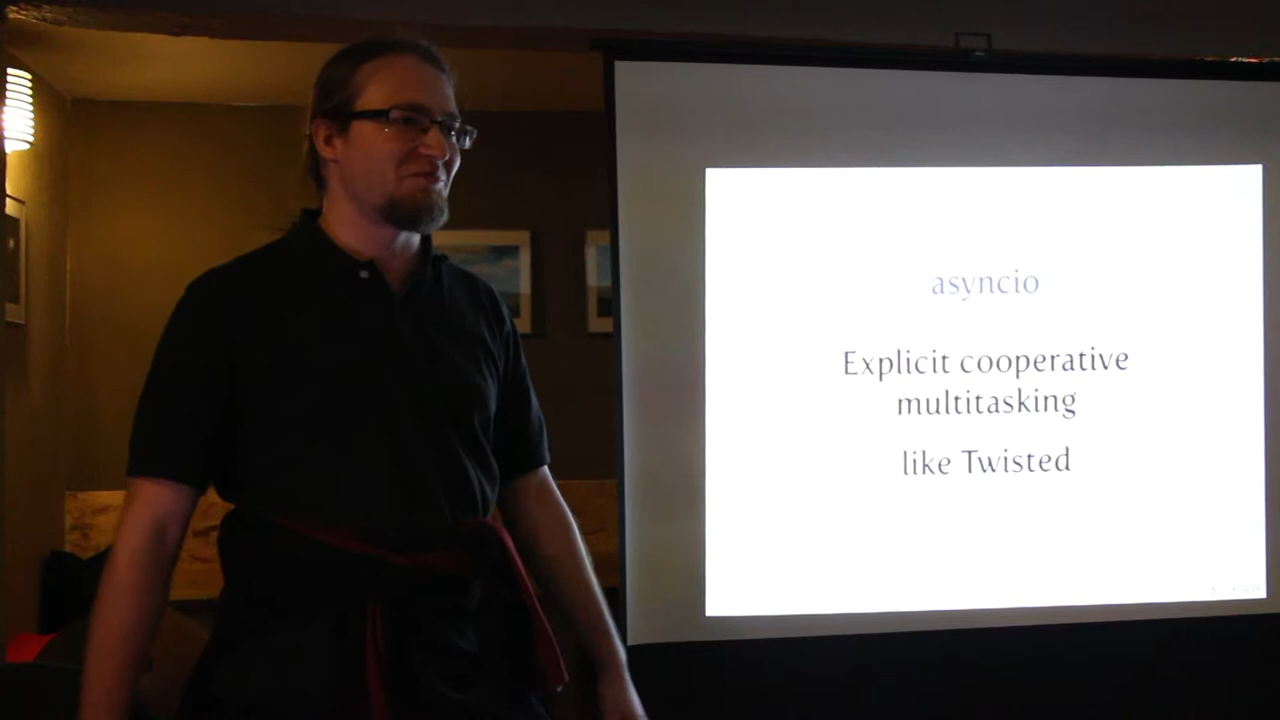 asyncio
Explicit cooperative
multitasking
like Twisted